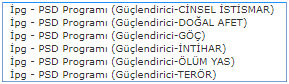 İpg - PSD Programı (Güçlendirici-CİNSEL İSTİSMAR)
İpg - PSD Programı (Güçlendirici-DOĞAL AFET)
İpg - PSD Programı (Güçlendirici-GÖÇ)
İpg - PSD Programı (Güçlendirici-İNTİHAR)
İpg - PSD Programı (Güçlendirici-ÖLÜM YAS)
İpg - PSD Programı (Güçlendirici-TERÖR)